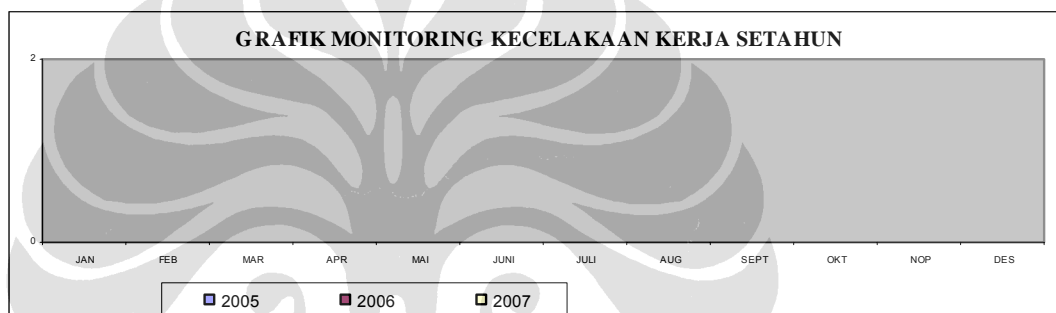 GRAFIK MONITORING KECELAKAAN KERJA SETAHUN
2
0
JAN FEB MAR APR MAI JUNI JULI AUG SEPT OKT NOP DES
2005 2006 2007